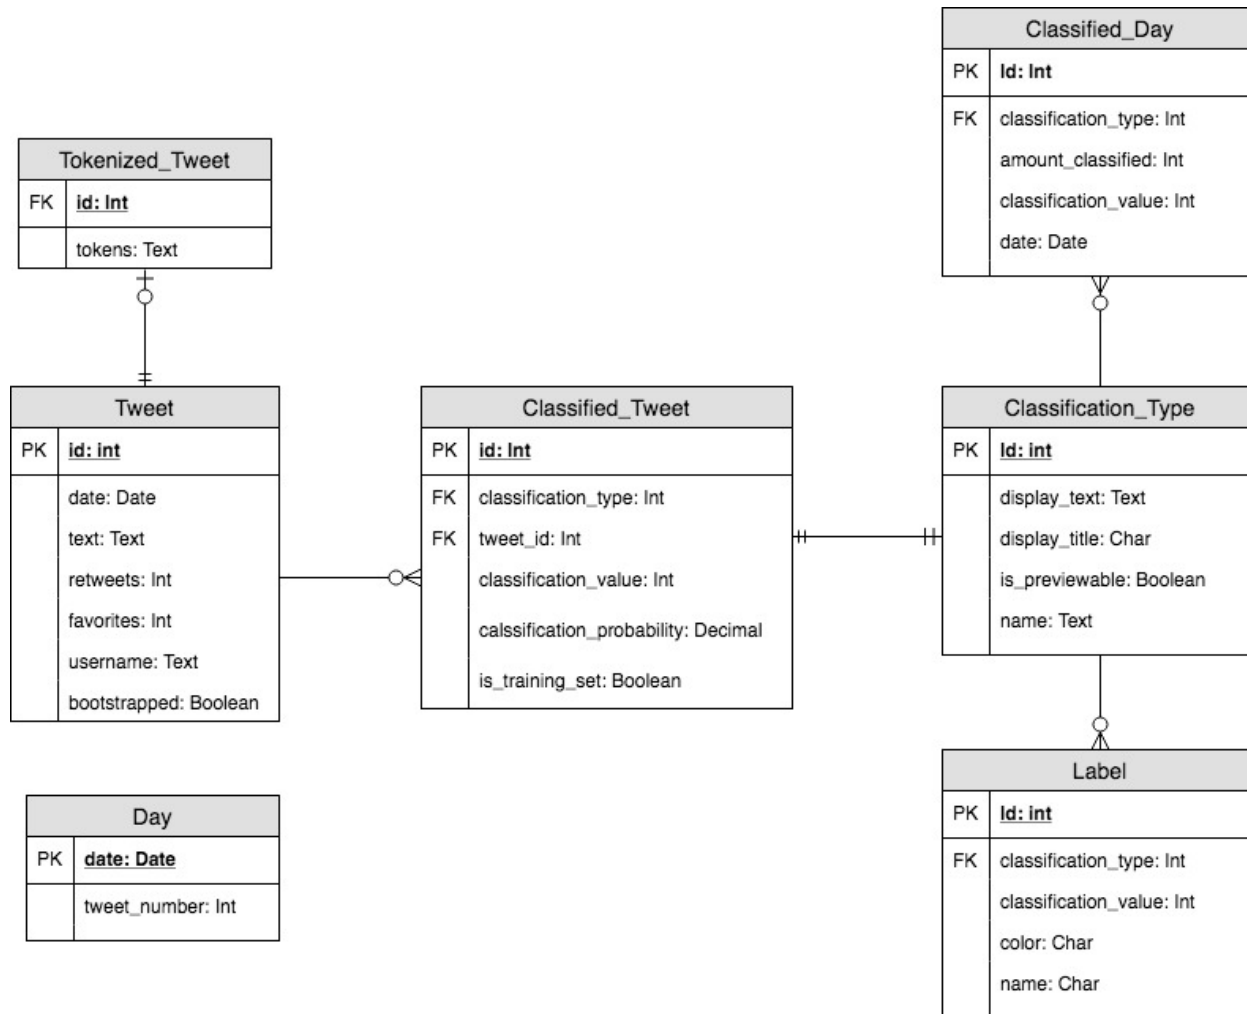 Classified_Day
PK Id: Int
FK classification_type: Int
amount_classified: Int
classification_value: Int
date: Date
Tokenized_Tweet
FK id: Int
tokens: Text
Tweet
PK id: int
date: Date
text: Text
retweets: Int
favorites: Int
username: Text
bootstrapped: Boolean
Classified_Tweet
PK id: Int
FK classification_type: Int
FK tweet_id: Int
classification_value: Int
calssification_probability: Decimal
is_training_set: Boolean
Classification_Type
PK Id: int
display_text: Text
display_title: Char
is_previewable: Boolean
name: Text
Day
PK date: Date
tweet_number: Int
Label
PK Id: int
FK classification_type: Int
classification_value: Int
color: Char
name: Char